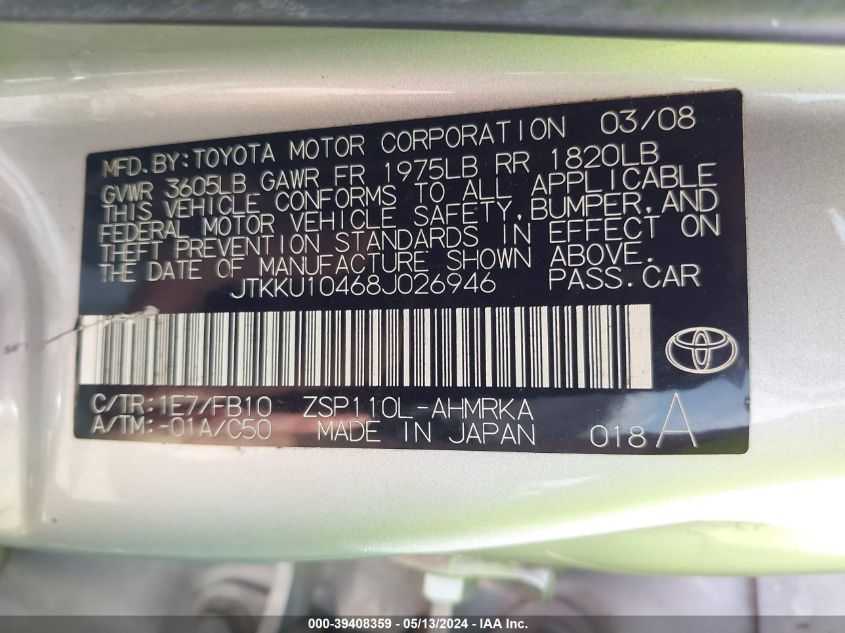 MFD.BY:TOYOTA MOTOR CORPORATION 03/08
GVWR 3605LB GAWR FR 1975LB RR 1820LB
THIS VEHICLE CONFORMS TO ALL APPLICABLE
FEDERAL MOTOR VEHICLE SAFETY,BUMPER,AND
THEFT PREVENTION STANDARDS IN EFFECT ON
THE DATE OF MANUFACTURE SHOWN ABOVE.
JTKKU10468J026946 PASS.CAR
C/TR:1E7/FB10 ZSP110L-AHMRKA
A/TM:-01A/C50 MADE IN JAPAN 018A
000-39408359 - 05/13/2024 - IAA Inc.